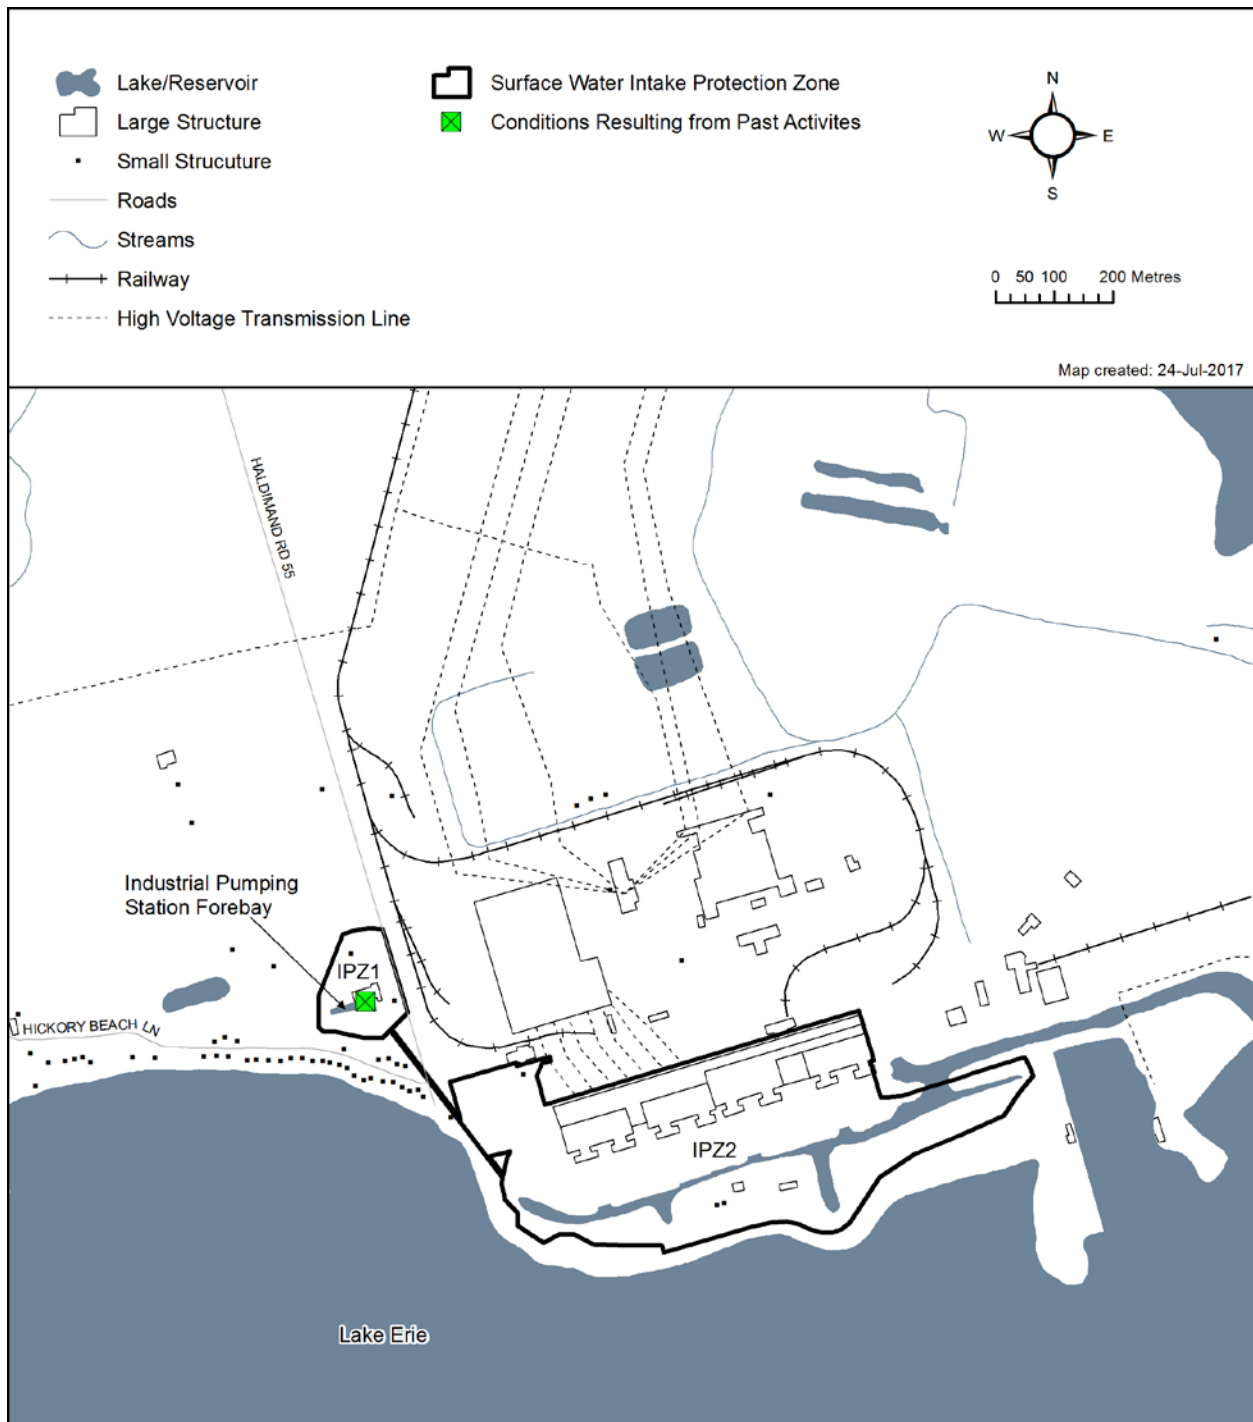 Lake/Reservoir
Large Structure
Small Strucuture
Roads
Streams
Railway
High Voltage Transmission Line
Surface Water Intake Protection Zone
Conditions Resulting from Past Activites
N
W E
S
0 50 100 200 Metres
Map created: 24-Jul-2017
HALDIMAND RD 55
Industrial Pumping
Station Forebay
IPZ1
HICKORY BEACH LN
IPZ2
Lake Erie